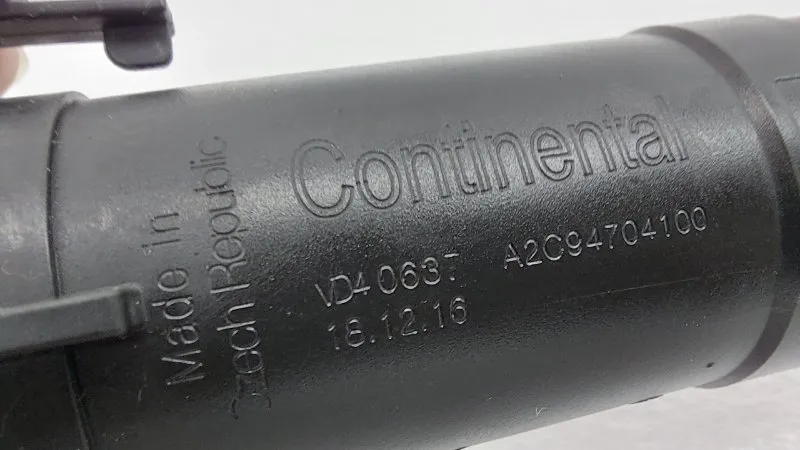 Made in
Czech Republic
Continental
VD40637 A2C94704100
18.12.16